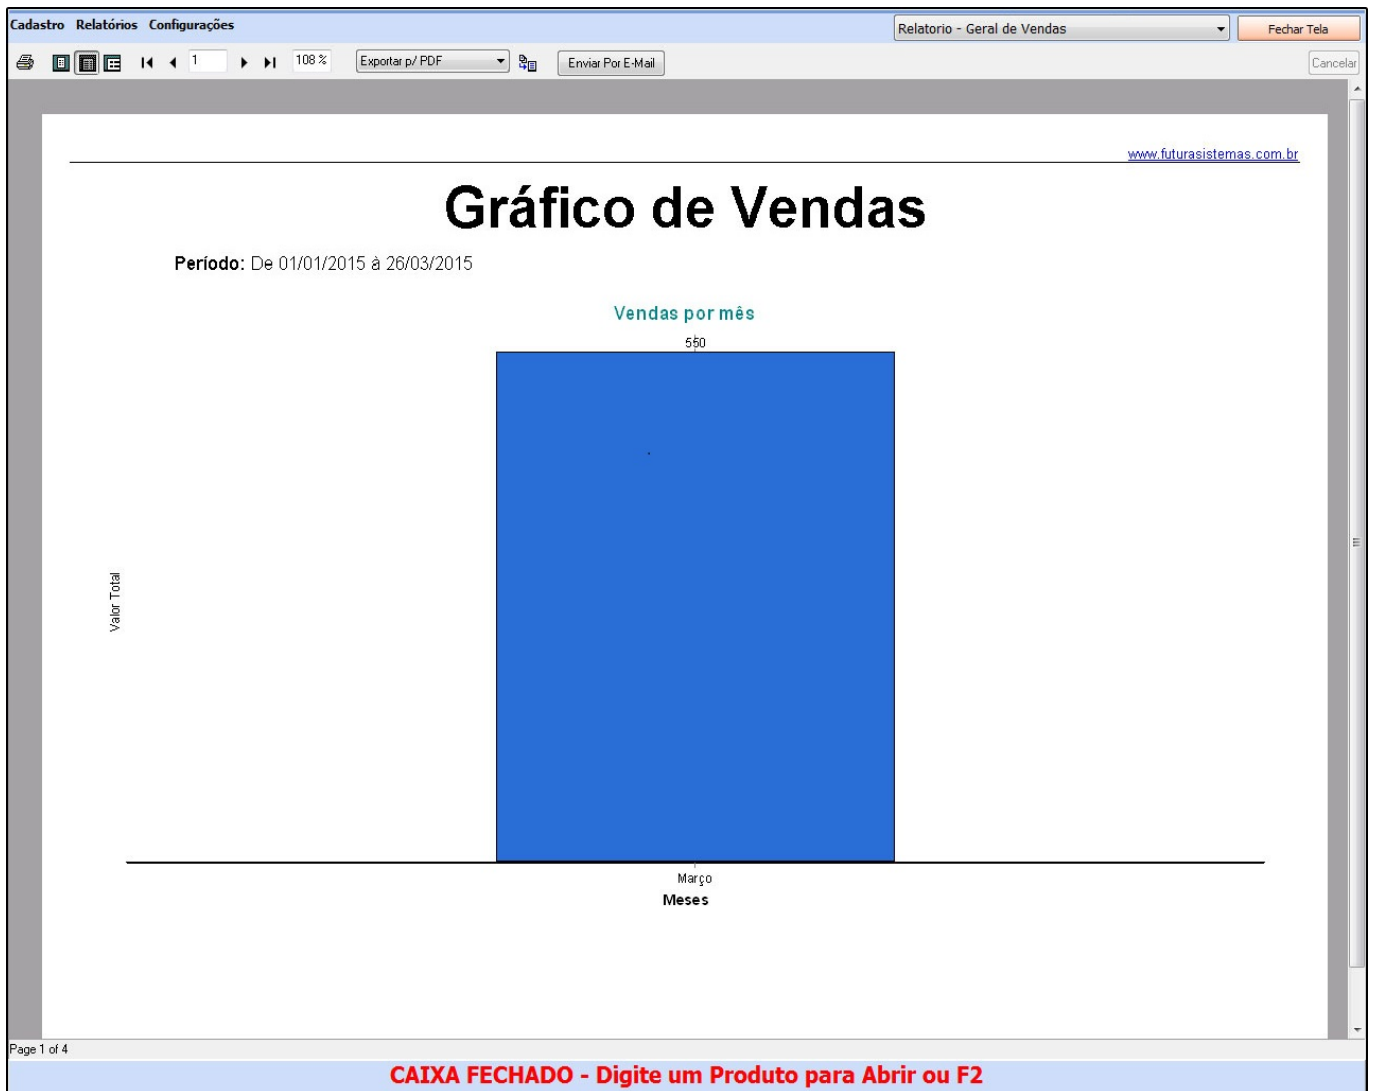 Cadastro Relatórios Configurações Relatorio - Geral de Vendas Fechar Tela
1 108 % Exportar p/ PDF Enviar Por E-Mail Cancelar
www.futurasistemas.com.br
Gráfico de Vendas
Período: De 01/01/2015 à 26/03/2015
Vendas por mês
550
Valor Total
Março
Meses
Page 1 of 4
CAIXA FECHADO - Digite um Produto para Abrir ou F2